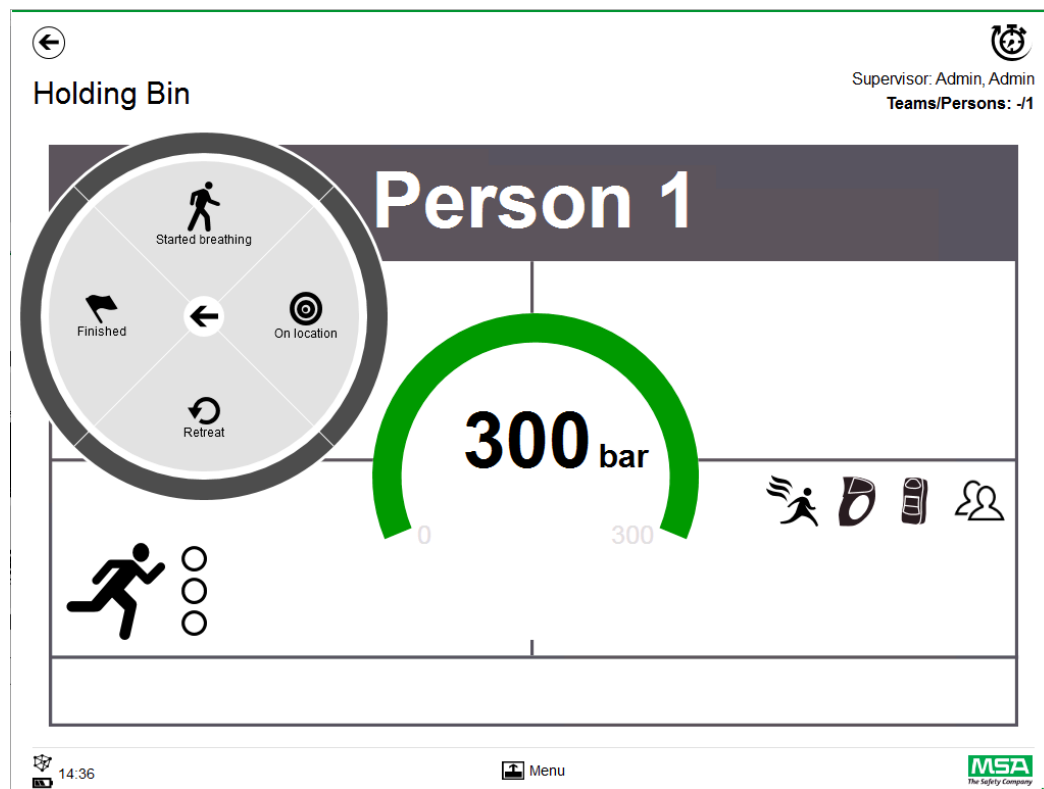 Holding Bin
Supervisor: Admin, Admin
Teams/Persons: -/1
Person 1
Started breathing
Finished
On location
Retreat
300 bar
0
300
14:36
Menu
MSA
The Safety Company